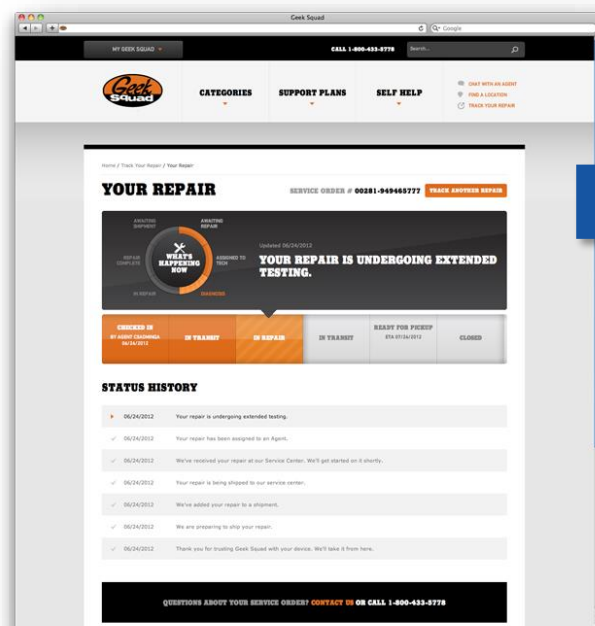 Geek Squad
Google
MY GEEK SQUAD
CALL 1-800-433-5778
Search...
Geek Squad
CATEGORIES
SUPPORT PLANS
SELF HELP
CHAT WITH AN AGENT
FIND A LOCATION
TRACK YOUR REPAIR
Home / Track Your Repair / Your Repair
YOUR REPAIR
SERVICE ORDER # 00281-949465777
TRACK ANOTHER REPAIR
AWAITING SHIPMENT
AWAITING REPAIR
REPAIR COMPLETE
WHAT'S HAPPENING NOW
ASSIGNED TO TECH
IN REPAIR
DIAGNOSIS
Updated 06/24/2012
YOUR REPAIR IS UNDERGOING EXTENDED
TESTING.
CHECKED IN
BY AGENT
06/24/2012
IN TRANSIT
IN REPAIR
IN TRANSIT
READY FOR PICKUP
ETA 07/24/2012
CLOSED
STATUS HISTORY
06/24/2012 Your repair is undergoing extended testing.
06/24/2012 Your repair has been assigned to an Agent.
06/24/2012 We've received your repair at our Service Center. We'll get started on it shortly.
06/24/2012 Your repair is being shipped to our service center.
06/24/2012 We've added your repair to a shipment.
06/24/2012 We are preparing to ship your repair.
06/24/2012 Thank you for trusting Geek Squad with your device. We'll take it from here.
QUESTIONS ABOUT YOUR SERVICE ORDER? CONTACT US OR CALL 1-800-433-5778